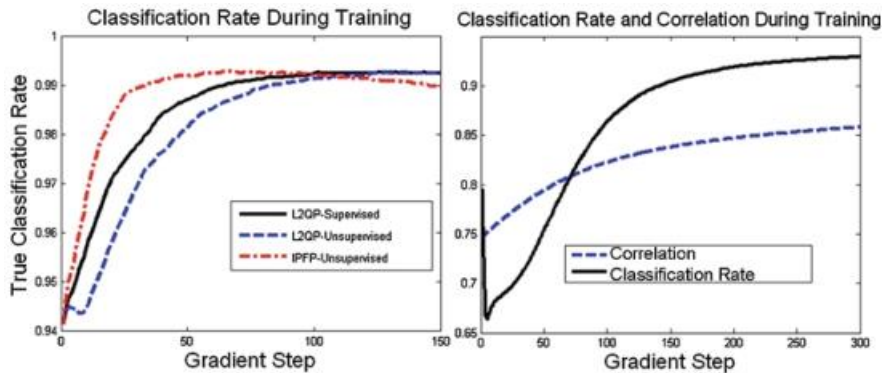 Classification Rate During Training
True Classification Rate
1
0.99
0.98
0.97
0.96
0.95
0.94
L2QP-Supervised
L2QP-Unsupervised
IPFP-Unsupervised
0
50
100
150
Gradient Step
Classification Rate and Correlation During Training
0.9
0.85
0.8
0.75
0.7
0.65
Correlation
Classification Rate
0
50
100
150
200
250
300
Gradient Step